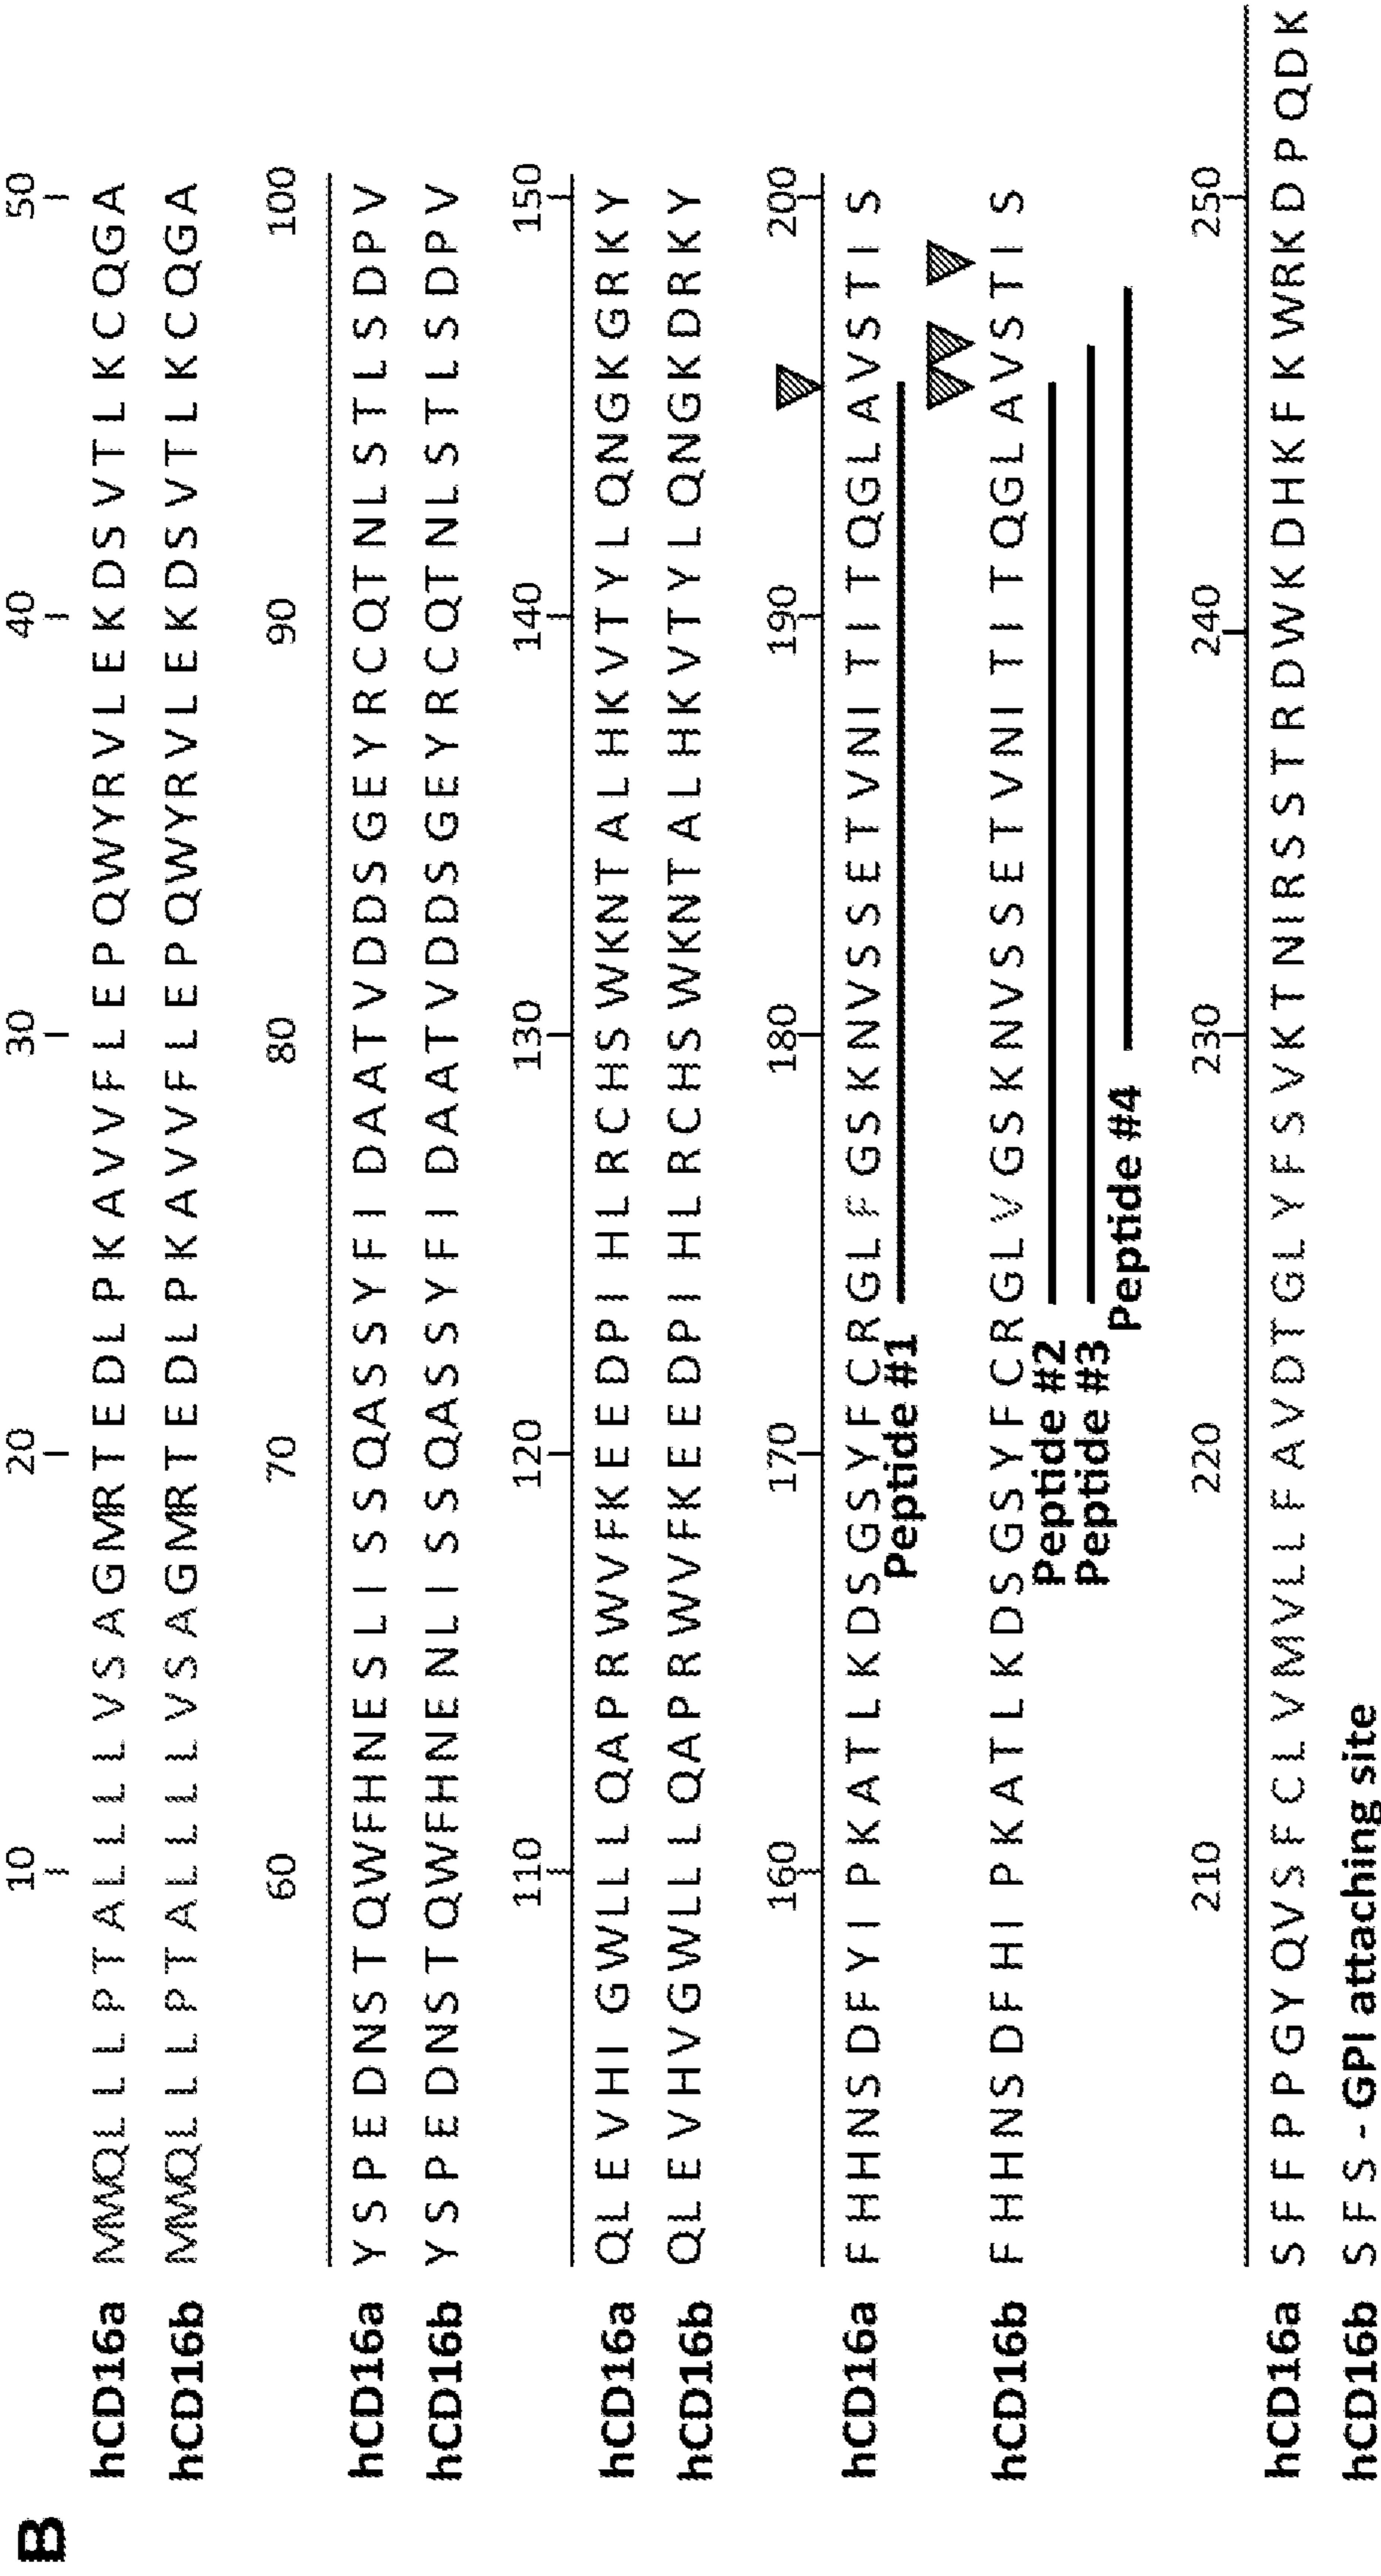 B
10 20 30 40 50
hCD16a MWQLLLPTALLLLVSAGMRTEDLPKAVVFLEPQWYRVLEKDSVTLKCQGA
hCD16b MWQLLLPTALLLLVSAGMRTEDLPKAVVFLEPQWYRVLEKDSVTLKCQGA
60 70 80 90 100
hCD16a YSPEDNSTQWFHNESLISSQASSYFIDAATVDDSGEYRCQTNLSTLSDPV
hCD16b YSPEDNSTQWFHNENLISSQASSYFIDAATVDDSGEYRCQTNLSTLSDPV
110 120 130 140 150
hCD16a QLEVHIGWLLLQAPRWVFKEEDPIHLRCHSWKNTALHKVTYLQNGKGRKY
hCD16b QLEVHVGWLLLQAPRWVFKEEDPIHLRCHSWKNTALHKVTYLQNGKDRKY
160 170 180 190 200
hCD16a FHHNSDFYIPKATLKDSGSYFCRGLFGSKNVSSETVNITITQGLAVSTIS
Peptide #1
hCD16b FHHNSDFHIPKATLKDSGSYFCRGLVGSKNVSSETVNITITQGLAVSTIS
Peptide #2
Peptide #3
Peptide #4
210 220 230 240 250
hCD16a SFFPPGYQVSFCLVMVLLFAVDTGLYFSVKTNIRSSTRDWKDHKFKWRKDPQDK
hCD16b SFS - GPI attaching site